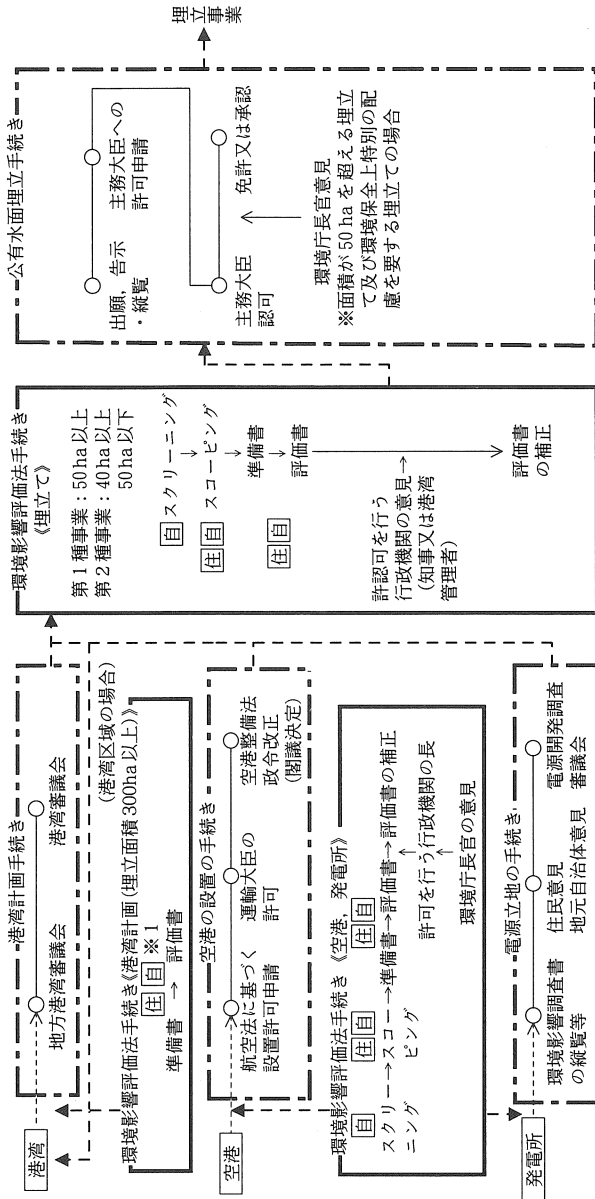 港湾
港湾計画手続き
地方港湾審議会
港湾審議会
(港湾区域の場合)
環境影響評価法手続き《港湾計画(埋立面積300ha以上)》
住 自 ※1
準備書 → 評価書
空港
空港の設置の手続き
航空法に基づく
設置許可申請
運輸大臣の
許可
空港整備法
政令改正
(閣議決定)
環境影響評価法手続き《空港,発電所》
自 住 自 住 自
スクリー→スコー→準備書→評価書→評価書の補正
ニング ピング
許可を行う行政機関の長
環境庁長官の意見
発電所
電源立地の手続き
環境影響調査書
の縦覧等
住民意見
地元自治体意見
電源開発調査
審議会
環境影響評価法手続き
《埋立て》
第1種事業:50ha以上
第2種事業:40ha以上
50ha以下
自 スクリーニング
↓
住 自 スコーピング
↓
準備書
↓
住 自
評価書
許認可を行う
行政機関の意見→
(知事又は港湾
管理者)
評価書
の補正
公有水面埋立手続き
出願,告示
・縦覧
主務大臣への
許可申請
主務大臣
認可
免許又は承認
環境庁長官意見
※面積が50haを超える埋立
て及び環境保全上特別の配
慮を要する埋立ての場合
埋立
事業